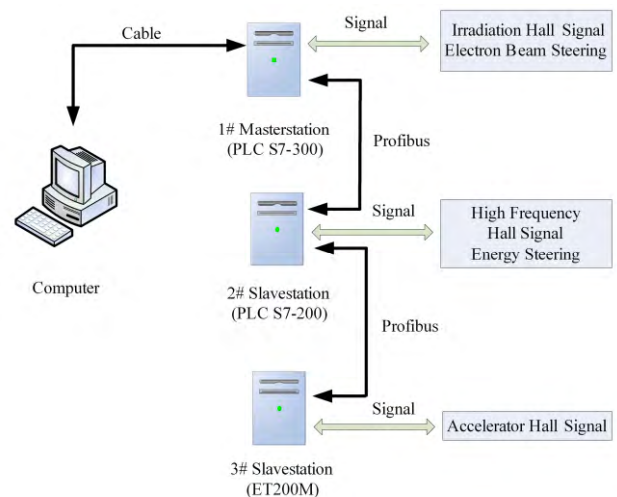 Cable
Signal
Irradiation Hall Signal
Electron Beam Steering
1# Masterstation
(PLC S7-300)
Profibus
Computer
Signal
High Frequency
Hall Signal
Energy Steering
2# Slavestation
(PLC S7-200)
Profibus
Signal
Accelerator Hall Signal
3# Slavestation
(ET200M)